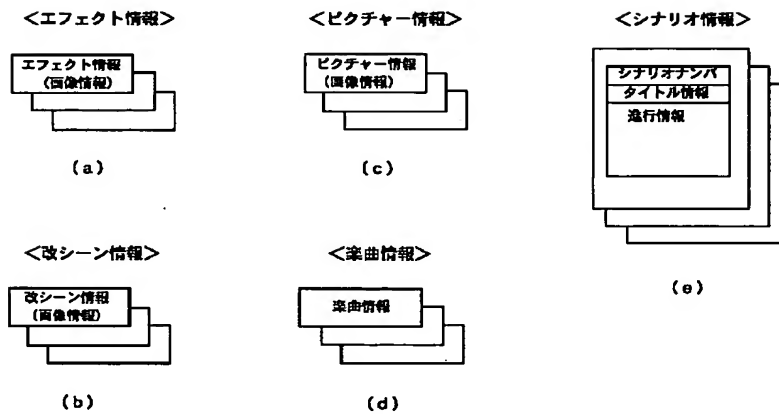 ＜エフェクト情報＞
エフェクト情報
（画像情報）
（a）
＜ピクチャー情報＞
ピクチャー情報
（画像情報）
（c）
＜シナリオ情報＞
シナリオナンバ
タイトル情報
進行情報
（e）
＜改シーン情報＞
改シーン情報
（画像情報）
（b）
＜楽曲情報＞
楽曲情報
（d）